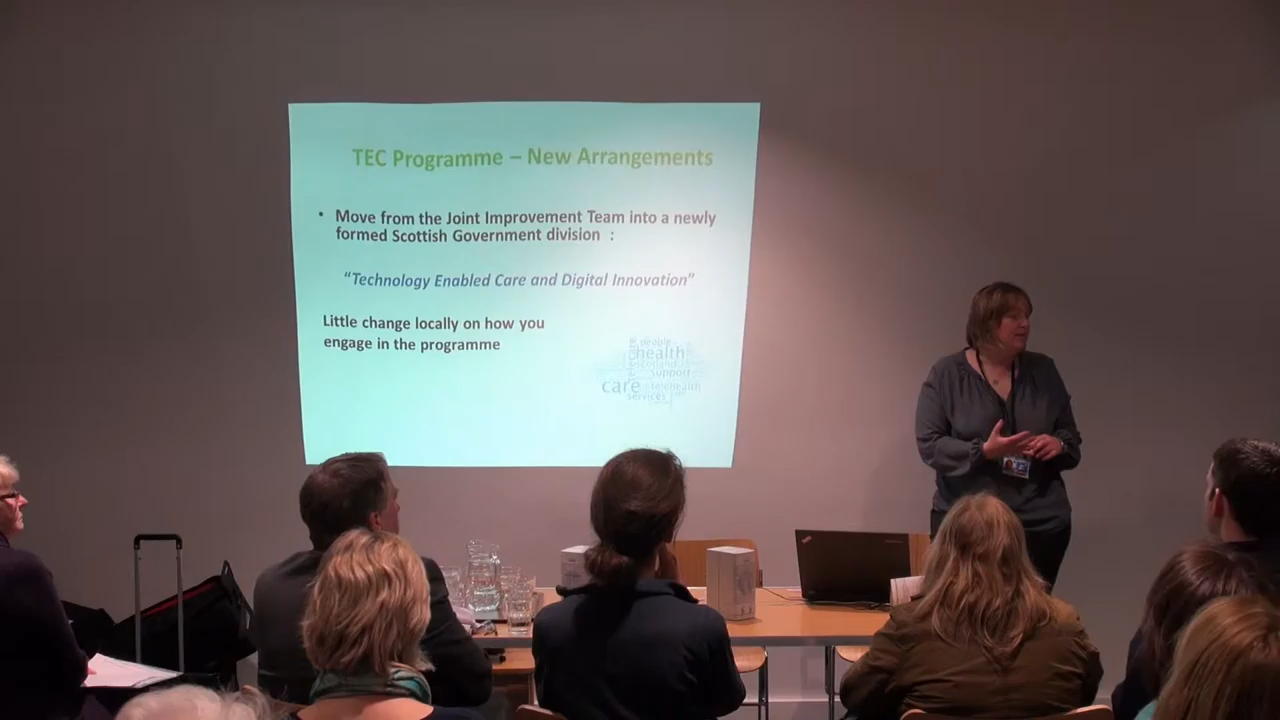 TEC Programme – New Arrangements
• Move from the Joint Improvement Team into a newly
formed Scottish Government division :
“Technology Enabled Care and Digital Innovation”
Little change locally on how you
engage in the programme
people
health
scotland
support
care telehealth
services